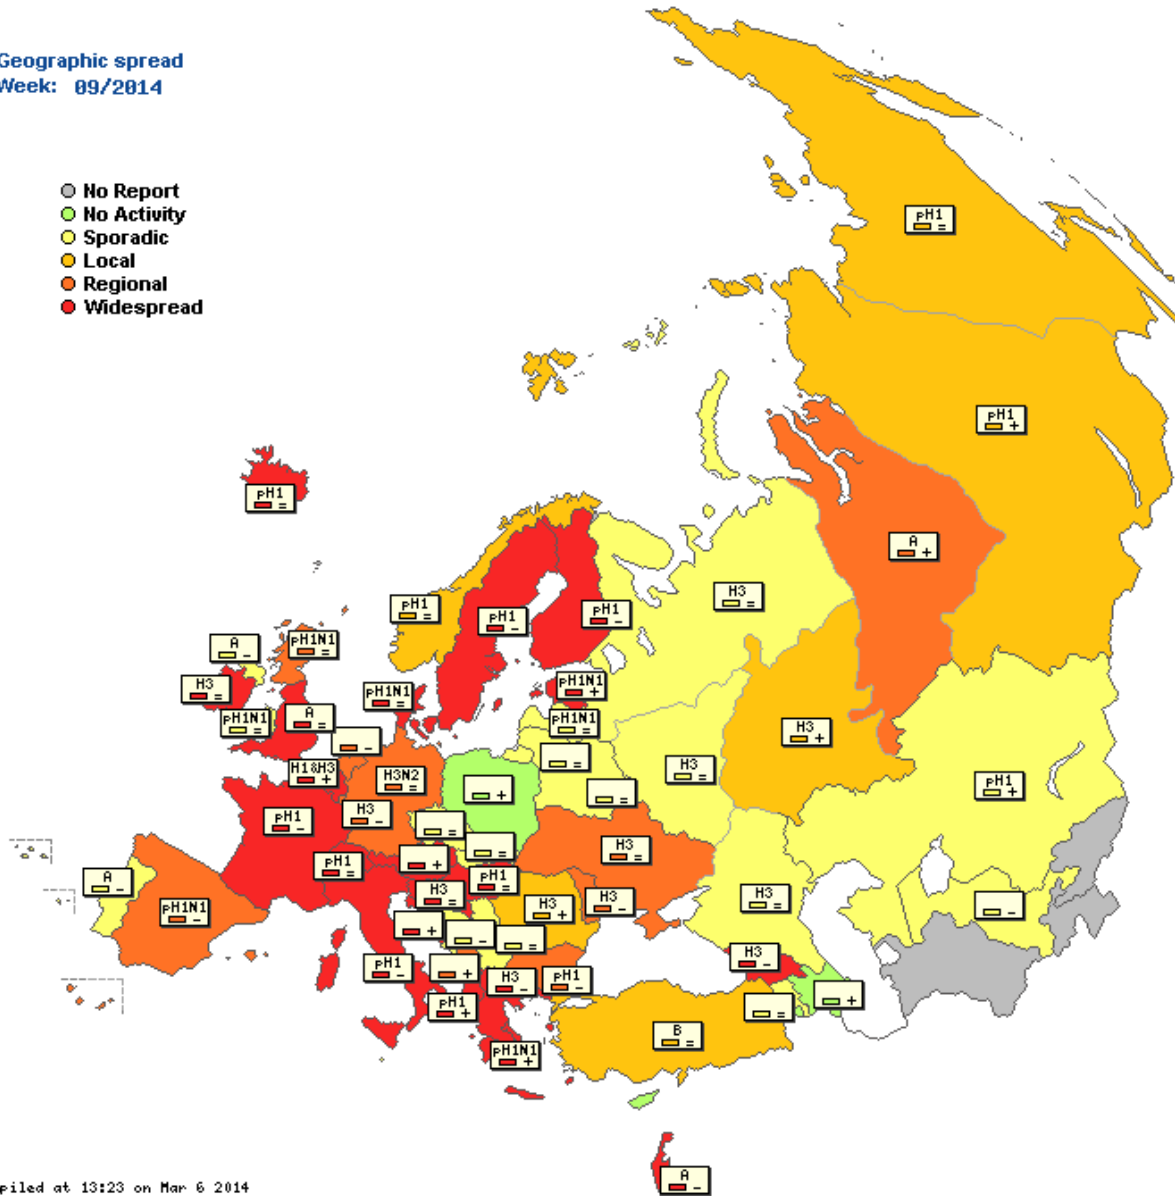 Geographic spread
Week: 09/2014
No Report
No Activity
Sporadic
Local
Regional
Widespread
pH1
=
pH1
+
pH1
=
A
+
H3
=
pH1
=
pH1
-
pH1
-
A
-
pH1N1
=
H3
=
pH1N1
=
pH1N1
+
pH1N1
=
A
=
pH1N1
=
-
=
H3
+
H3
=
H1&H3
+
H3N2
=
+
=
pH1
+
pH1
-
H3
-
=
=
H3
=
pH1
=
+
A
-
H3
=
pH1
=
pH1N1
-
H3
+
H3
-
H3
=
-
+
-
=
H3
-
pH1
-
+
H3
-
pH1
-
+
pH1
+
=
B
=
pH1N1
+
A
-
piled at 13:23 on Mar 6 2014